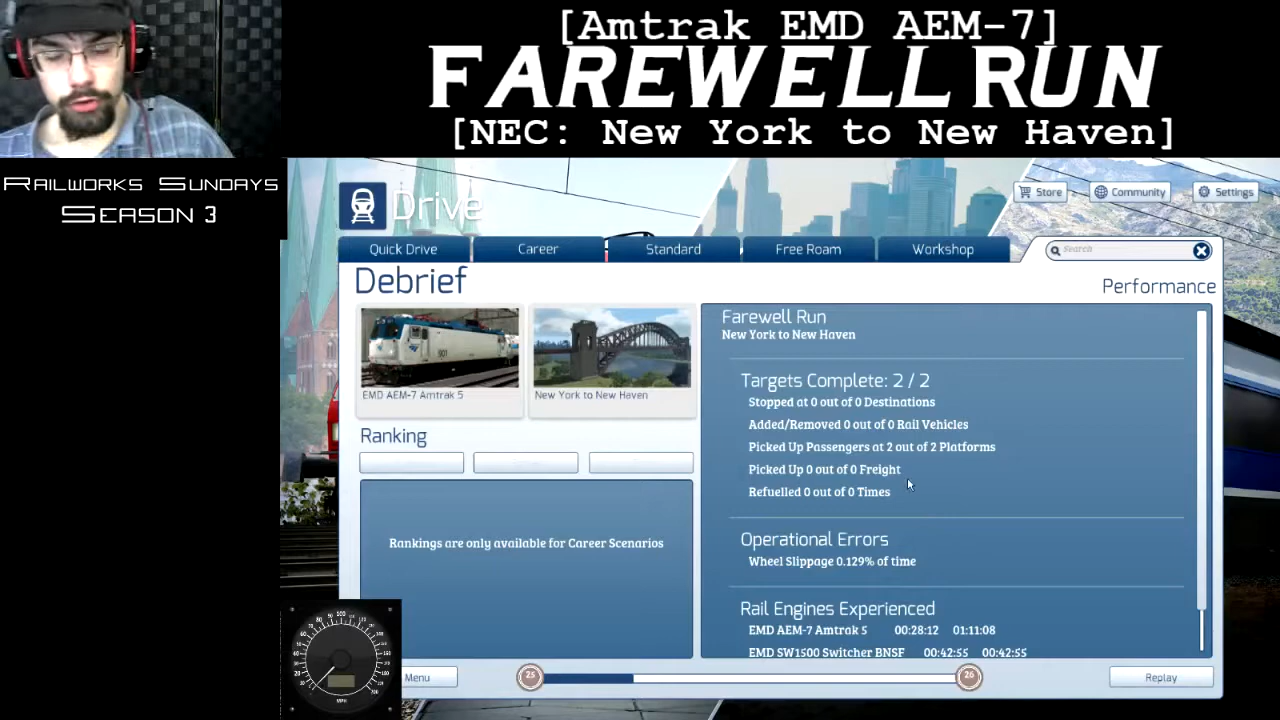 [Amtrak EMD AEM-7]
FAREWELL RUN
[NEC: New York to New Haven]
Railworks Sundays
Season 3
Drive
Store
Community
Settings
Quick Drive
Career
Standard
Free Roam
Workshop
Search
Debrief
Performance
EMD AEM-7 Amtrak 5
New York to New Haven
Ranking
Rankings are only available for Career Scenarios
Farewell Run
New York to New Haven
Targets Complete: 2 / 2
Stopped at 0 out of 0 Destinations
Added/Removed 0 out of 0 Rail Vehicles
Picked Up Passengers at 2 out of 2 Platforms
Picked Up 0 out of 0 Freight
Refuelled 0 out of 0 Times
Operational Errors
Wheel Slippage 0.129% of time
Rail Engines Experienced
EMD AEM-7 Amtrak 5 00:28:12 01:11:08
EMD SW1500 Switcher BNSF 00:42:55 00:42:55
Menu
25
26
Replay
MPH